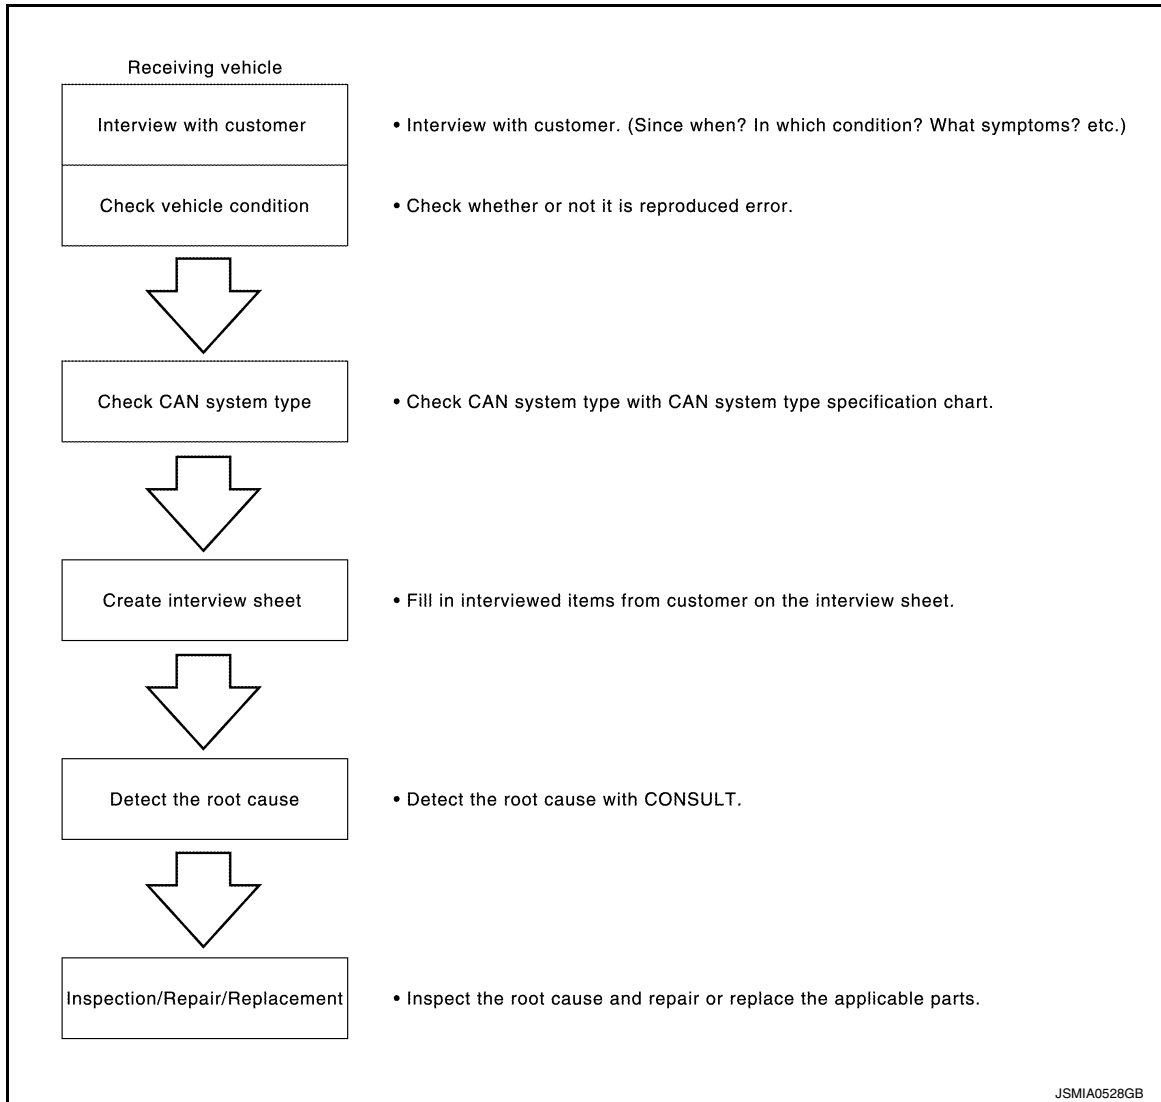 Receiving vehicle
Interview with customer
• Interview with customer. (Since when? In which condition? What symptoms? etc.)
Check vehicle condition
• Check whether or not it is reproduced error.
Check CAN system type
• Check CAN system type with CAN system type specification chart.
Create interview sheet
• Fill in interviewed items from customer on the interview sheet.
Detect the root cause
• Detect the root cause with CONSULT.
Inspection/Repair/Replacement
• Inspect the root cause and repair or replace the applicable parts.
JSMIA0528GB